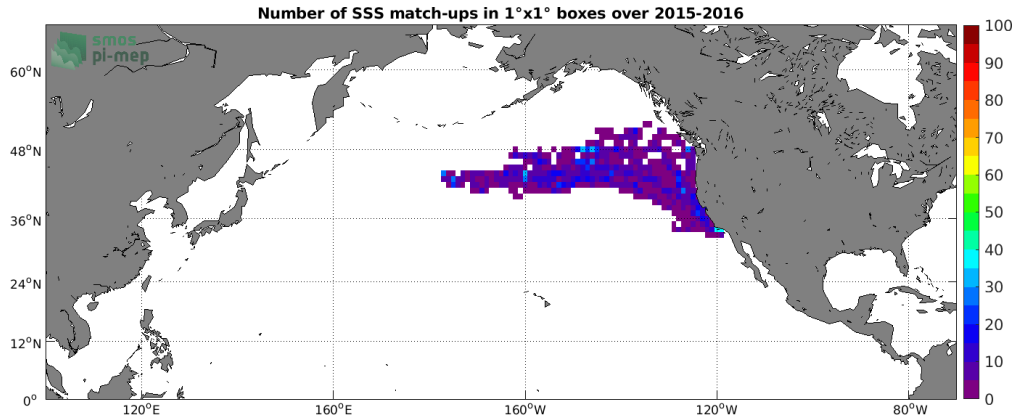 Number of SSS match-ups in 1°x1° boxes over 2015-2016
smos
pi-mep
60°N
48°N
36°N
24°N
12°N
0°
120°E
160°E
160°W
120°W
80°W
100
90
80
70
60
50
40
30
20
10
0